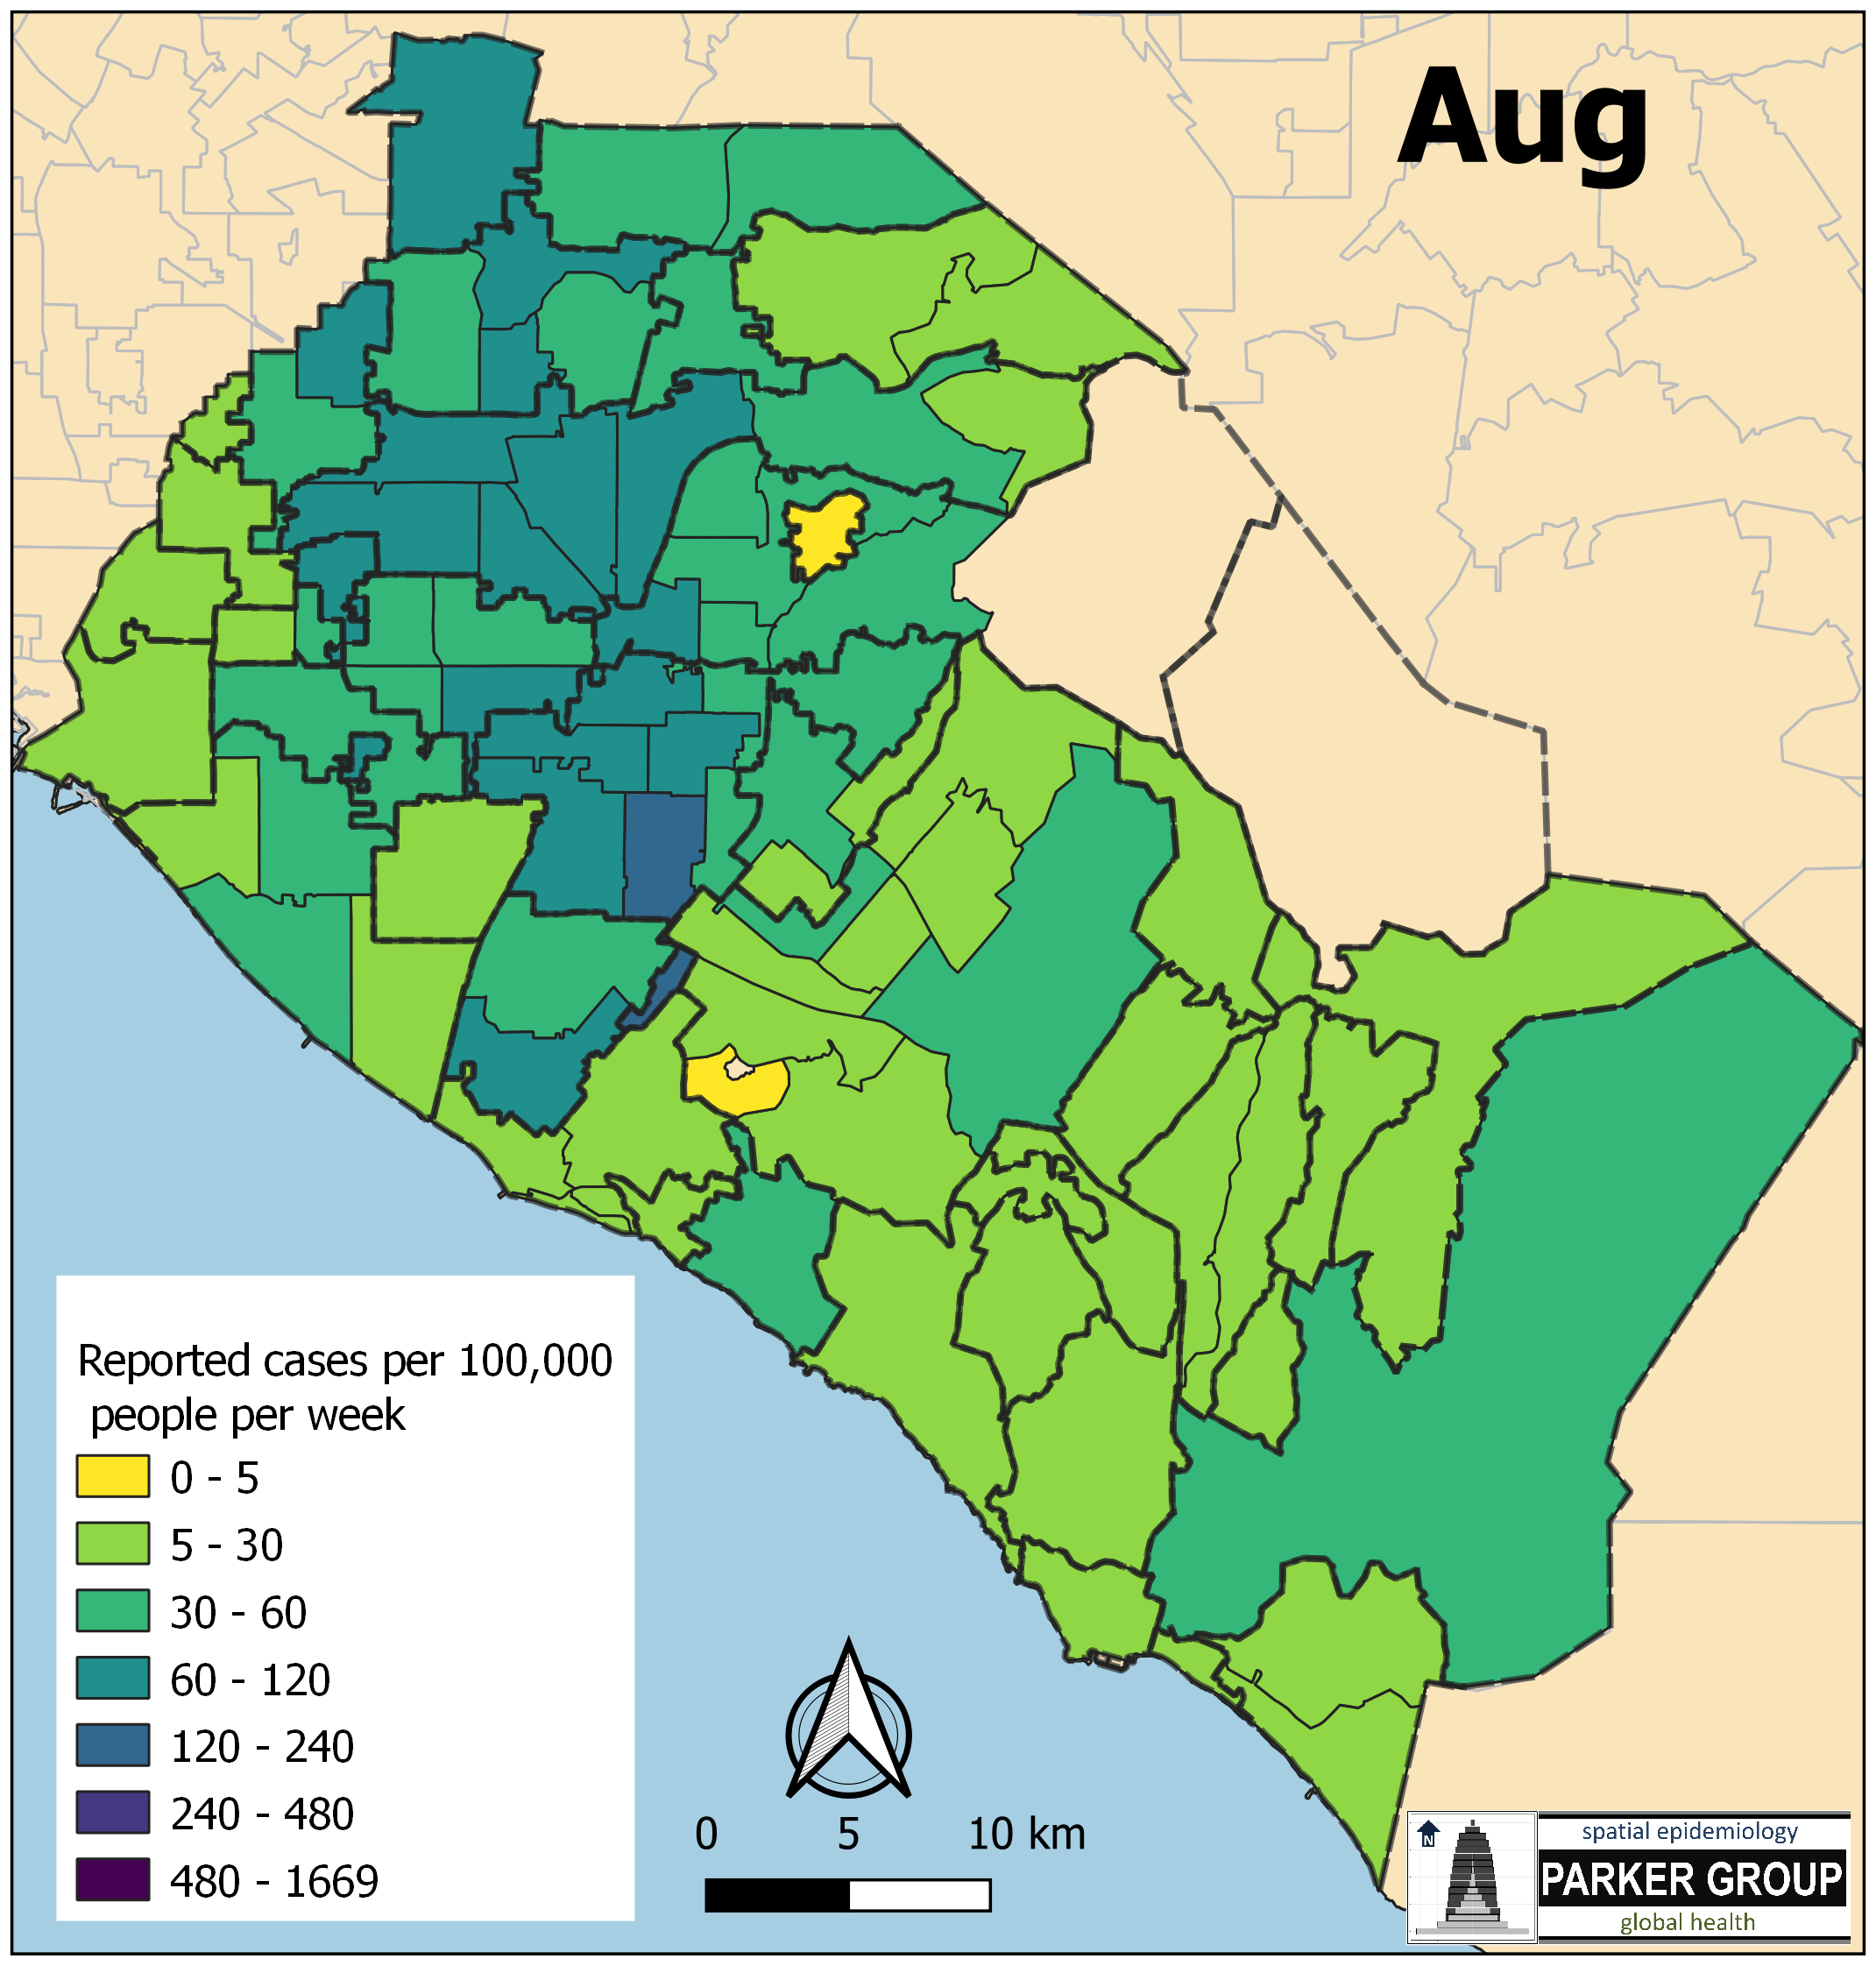 Aug
Reported cases per 100,000
people per week
0 - 5
5 - 30
30 - 60
60 - 120
120 - 240
240 - 480
480 - 1669
0 5 10 km
N
spatial epidemiology
PARKER GROUP
global health